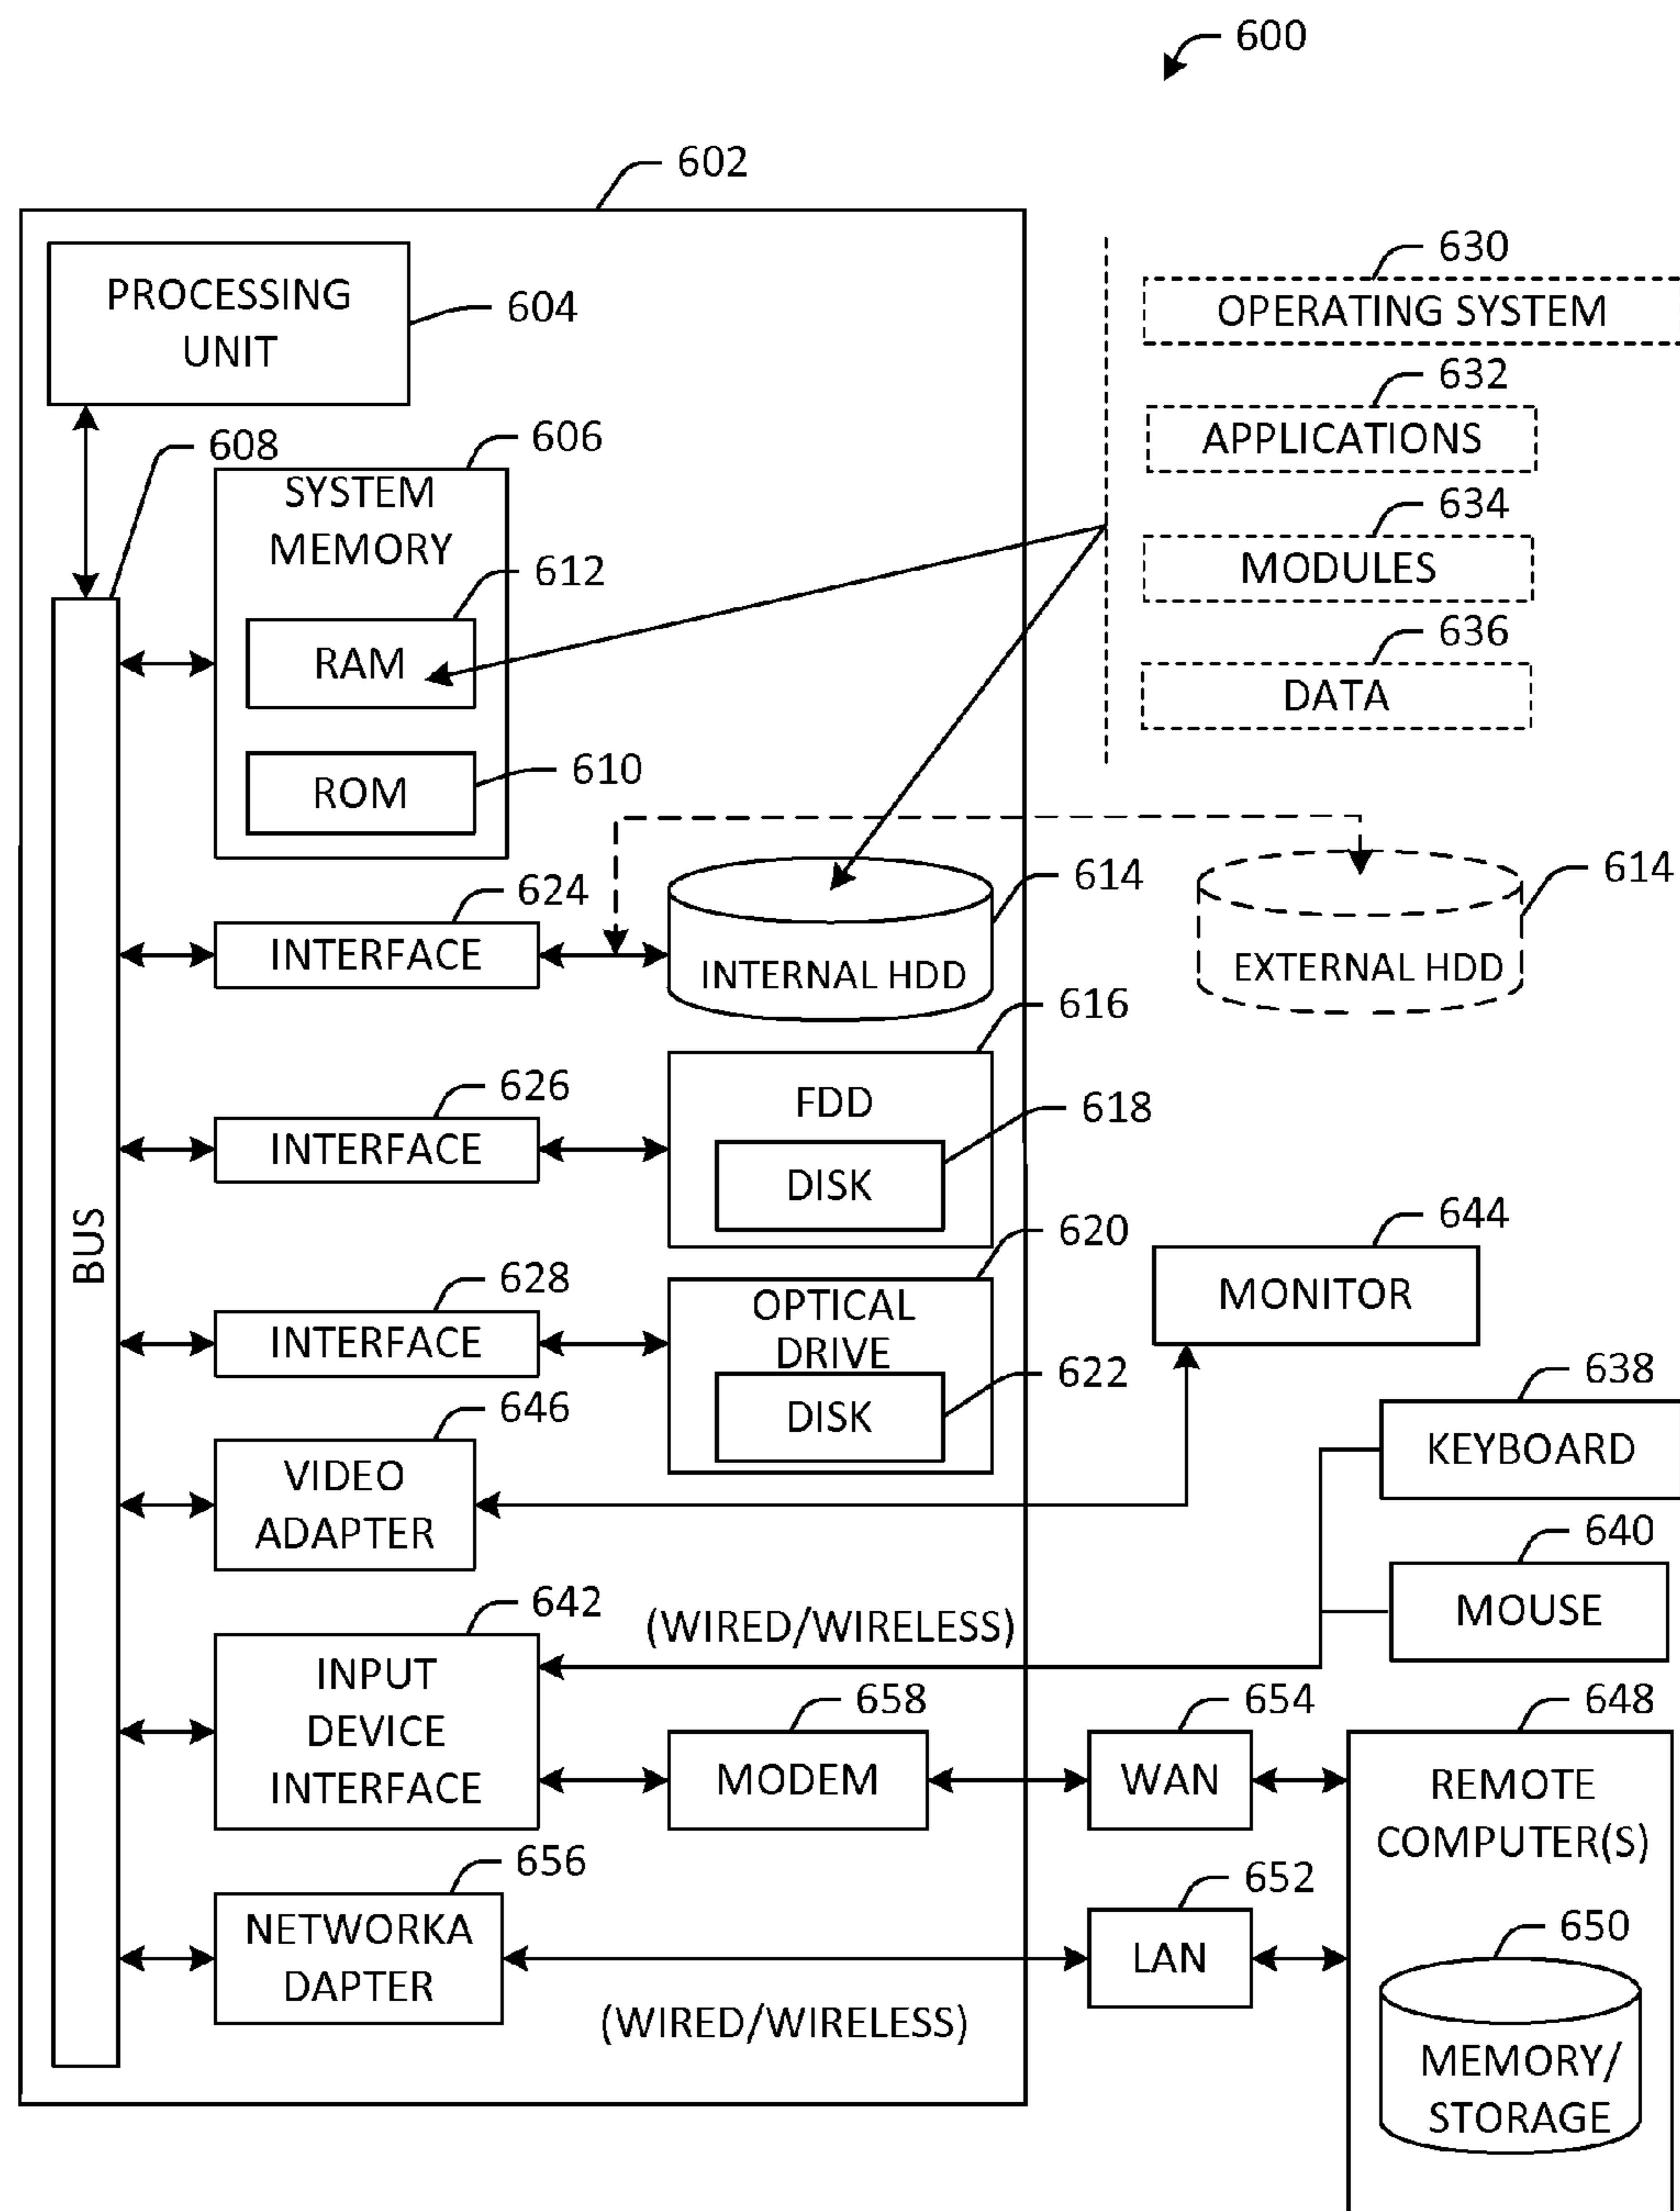 600
602
PROCESSING
UNIT
604
608
606
SYSTEM
MEMORY
612
RAM
610
ROM
630
OPERATING SYSTEM
632
APPLICATIONS
634
MODULES
636
DATA
BUS
624
INTERFACE
614
INTERNAL HDD
614
EXTERNAL HDD
626
INTERFACE
616
FDD
618
DISK
628
INTERFACE
620
OPTICAL
DRIVE
622
DISK
644
MONITOR
646
VIDEO
ADAPTER
638
KEYBOARD
640
MOUSE
642
INPUT
DEVICE
INTERFACE
(WIRED/WIRELESS)
658
MODEM
654
WAN
648
REMOTE
COMPUTER(S)
656
NETWORKA
DAPTER
(WIRED/WIRELESS)
652
LAN
650
MEMORY/
STORAGE